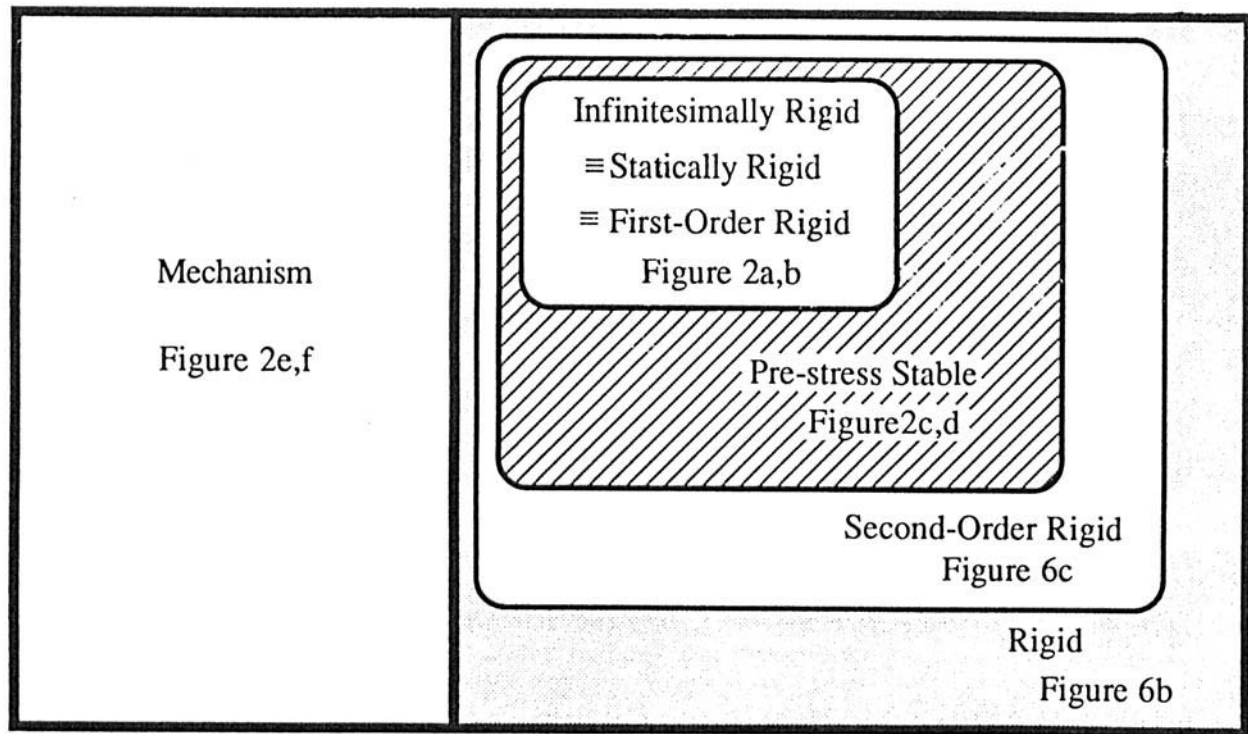 Mechanism
Figure 2e,f
Infinitesimally Rigid
≡ Statically Rigid
≡ First-Order Rigid
Figure 2a,b
Pre-stress Stable
Figure2c,d
Second-Order Rigid
Figure 6c
Rigid
Figure 6b